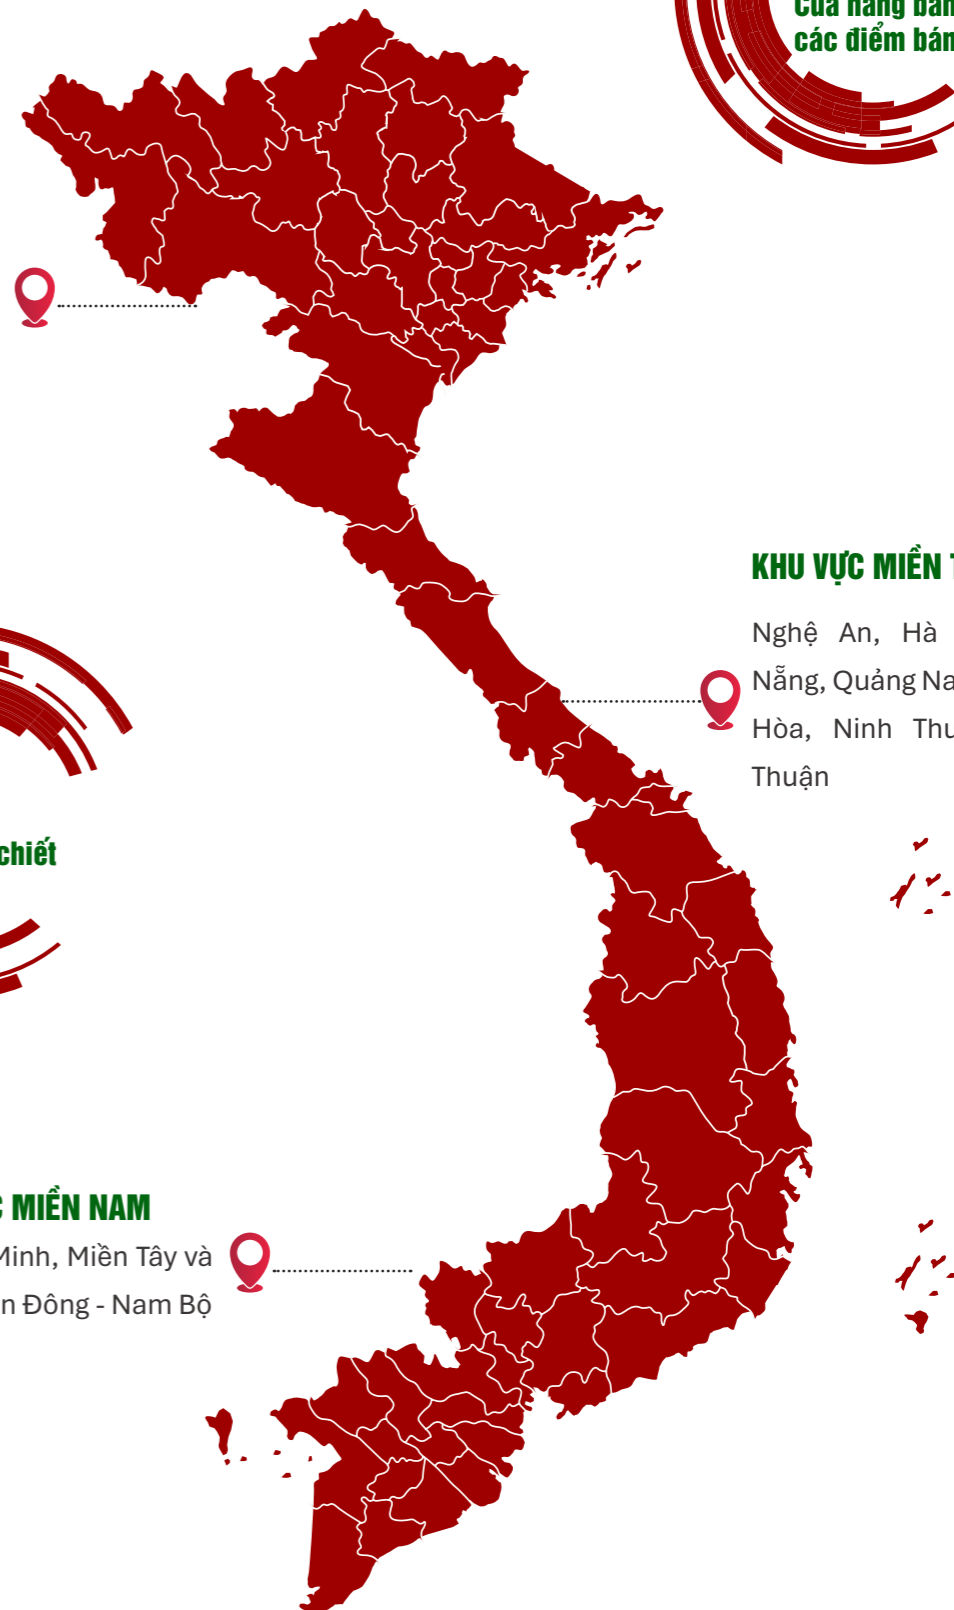 Cửa hàng bán
các điểm bán
KHU VỰC MIỀN
Nghệ An, Hà
Nẵng, Quảng Na
Hòa, Ninh Thu
Thuận
chiết
MIỀN NAM
Minh, Miền Tây và
n Đông - Nam Bộ